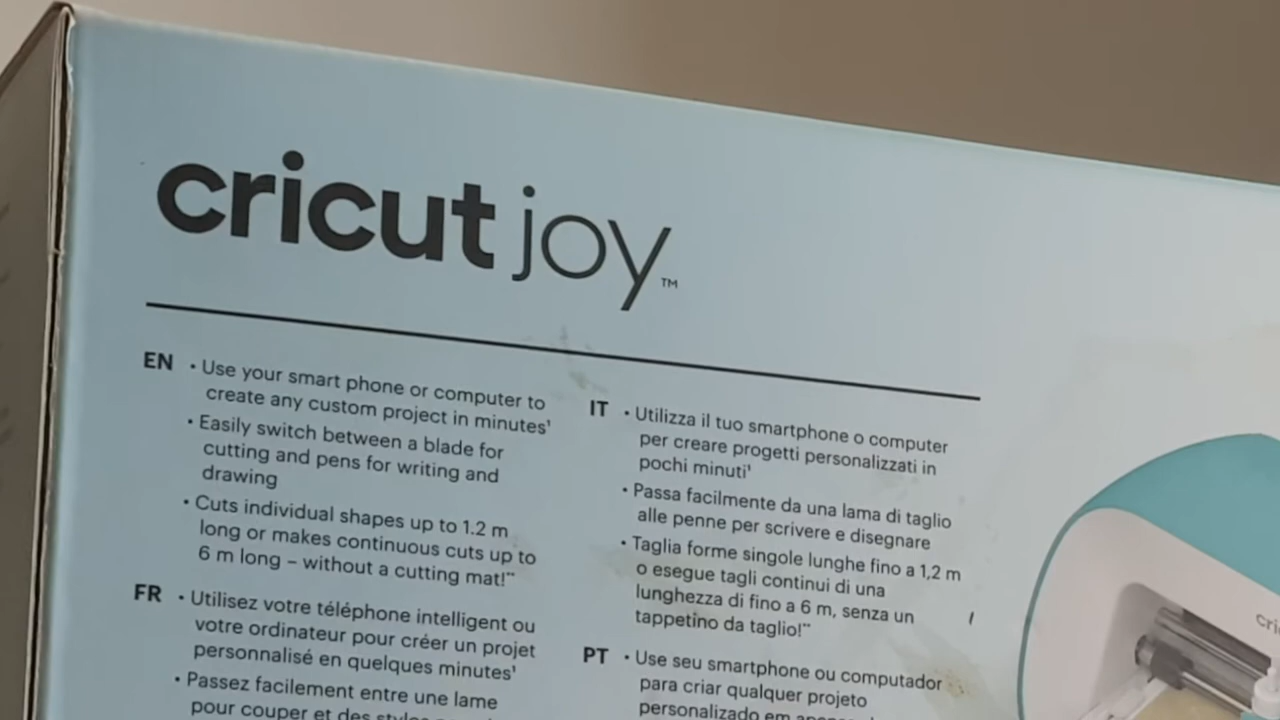 cricut joy™
EN • Use your smart phone or computer to
create any custom project in minutes¹
• Easily switch between a blade for
cutting and pens for writing and
drawing
• Cuts individual shapes up to 1.2 m
long or makes continuous cuts up to
6 m long – without a cutting mat!**
FR • Utilisez votre téléphone intelligent ou
votre ordinateur pour créer un projet
personnalisé en quelques minutes¹
• Passez facilement entre une lame
pour couper et des
IT • Utilizza il tuo smartphone o computer
per creare progetti personalizzati in
pochi minuti¹
• Passa facilmente da una lama di taglio
alle penne per scrivere e disegnare
• Taglia forme singole lunghe fino a 1,2 m
o esegue tagli continui di una
lunghezza di fino a 6 m, senza un
tappetino da taglio!**
PT • Use seu smartphone ou computador
para criar qualquer projeto
personalizado em